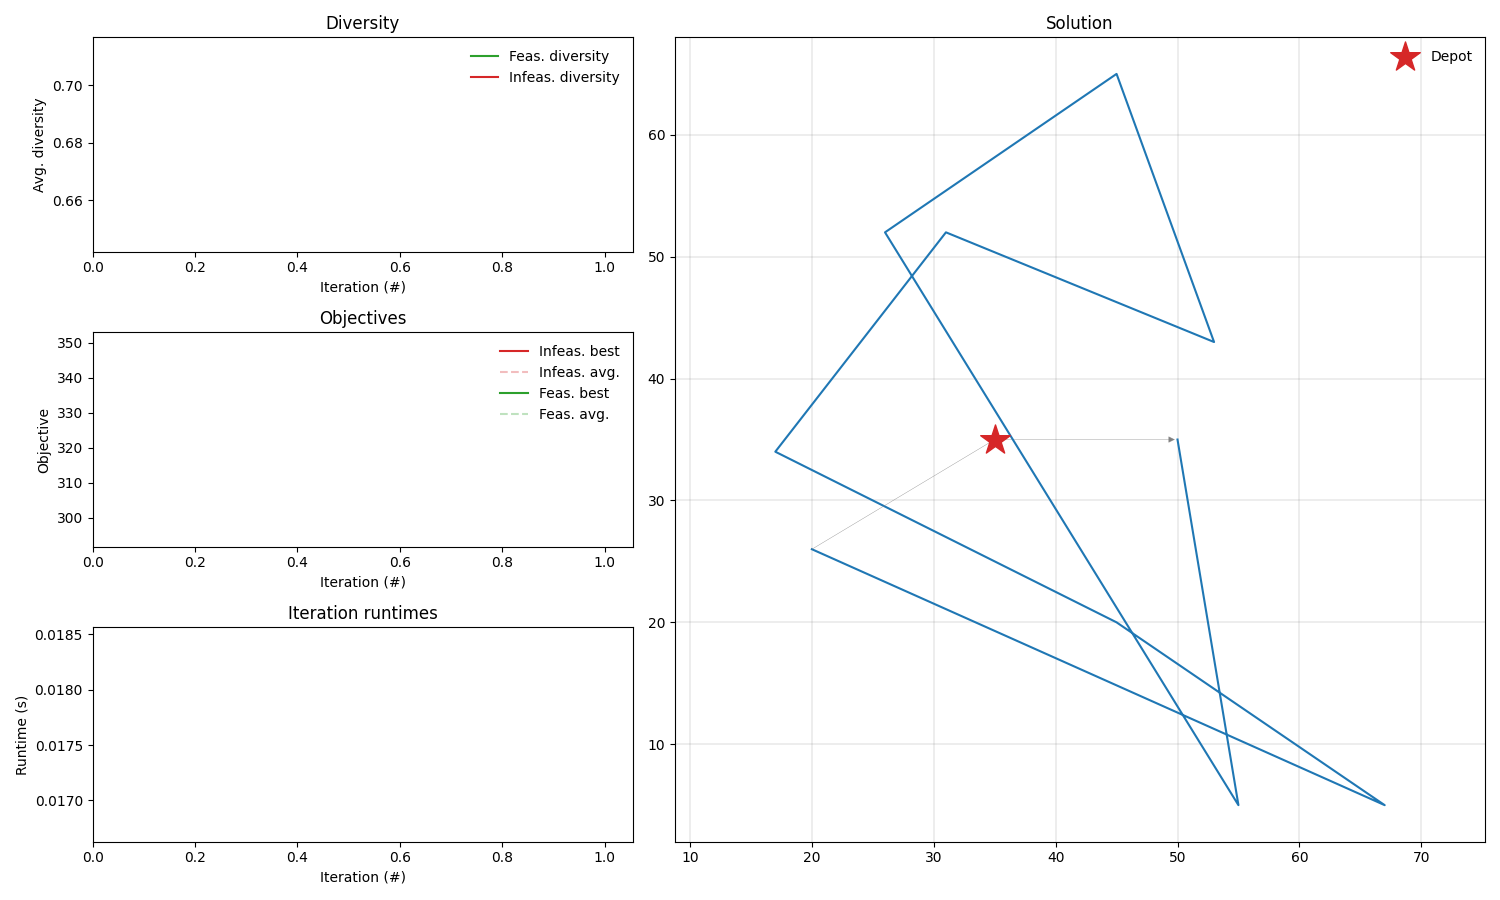 Diversity
Feas. diversity
Infeas. diversity
Avg. diversity
0.70
0.68
0.66
0.0 0.2 0.4 0.6 0.8 1.0
Iteration (#)
Objectives
Infeas. best
Infeas. avg.
Feas. best
Feas. avg.
Objective
350
340
330
320
310
300
0.0 0.2 0.4 0.6 0.8 1.0
Iteration (#)
Iteration runtimes
Runtime (s)
0.0185
0.0180
0.0175
0.0170
0.0 0.2 0.4 0.6 0.8 1.0
Iteration (#)
Solution
Depot
60
50
40
30
20
10
10 20 30 40 50 60 70